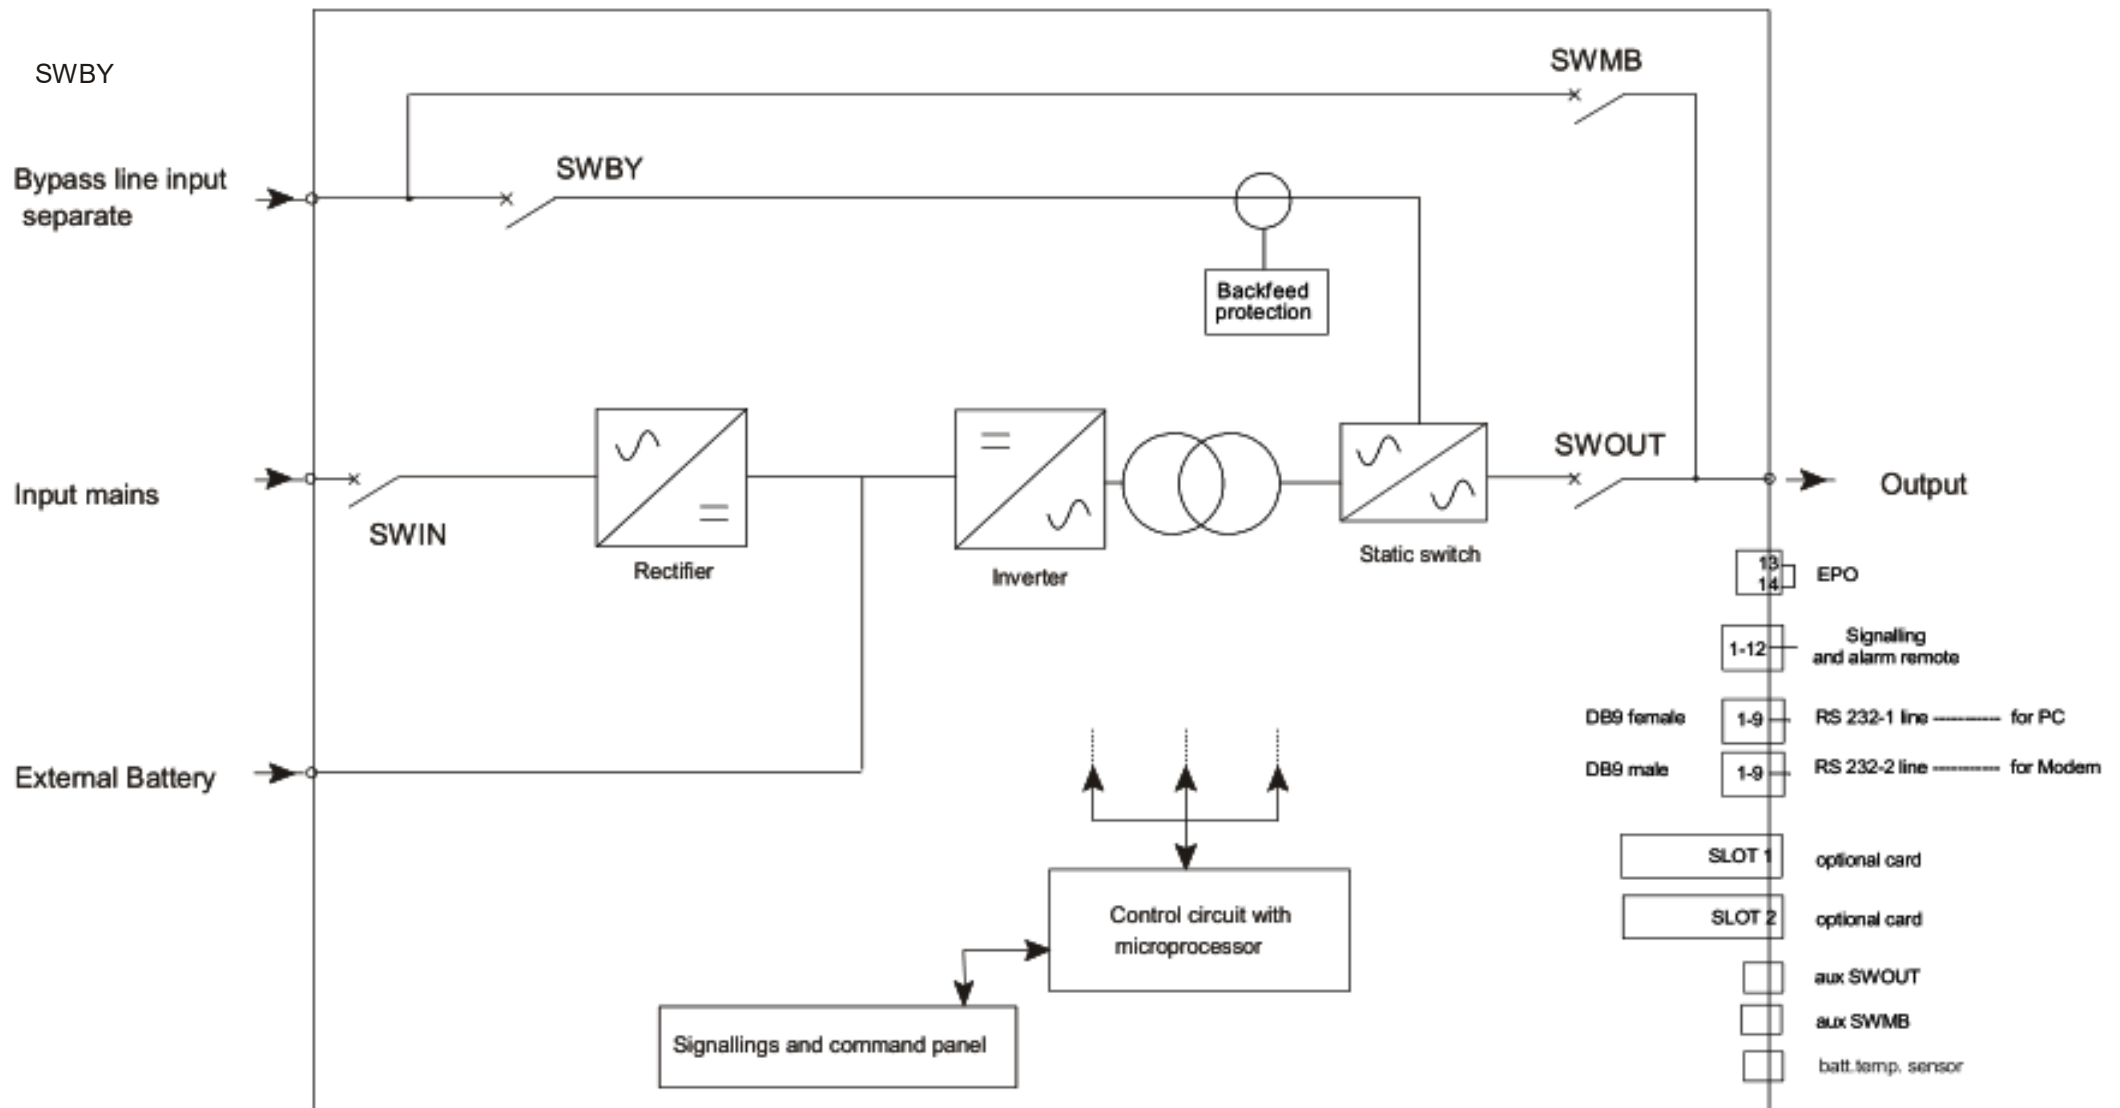 SWBY
SWMB
Bypass line input
separate
SWBY
Backfeed
protection
Input mains
SWIN
Rectifier
Inverter
Static switch
SWOUT
Output
13
14
EPO
1-12
Signalling
and alarm remote
DB9 female
1-9
RS 232-1 line ----------- for PC
DB9 male
1-9
RS 232-2 line ----------- for Modem
External Battery
SLOT 1
optional card
SLOT 2
optional card
Control circuit with
microprocessor
aux SWOUT
aux SWMB
Signallings and command panel
batt.temp. sensor